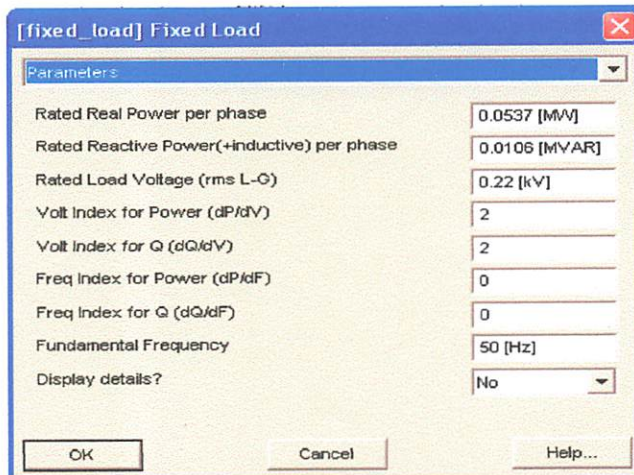 [fixed_load] Fixed Load
Parameters
Rated Real Power per phase 0.0537 [MW]
Rated Reactive Power(+inductive) per phase 0.0106 [MVAR]
Rated Load Voltage (rms L-G) 0.22 [kV]
Volt Index for Power (dP/dV) 2
Volt Index for Q (dQ/dV) 2
Freq Index for Power (dP/dF) 0
Freq Index for Q (dQ/dF) 0
Fundamental Frequency 50 [Hz]
Display details? No
OK Cancel Help...